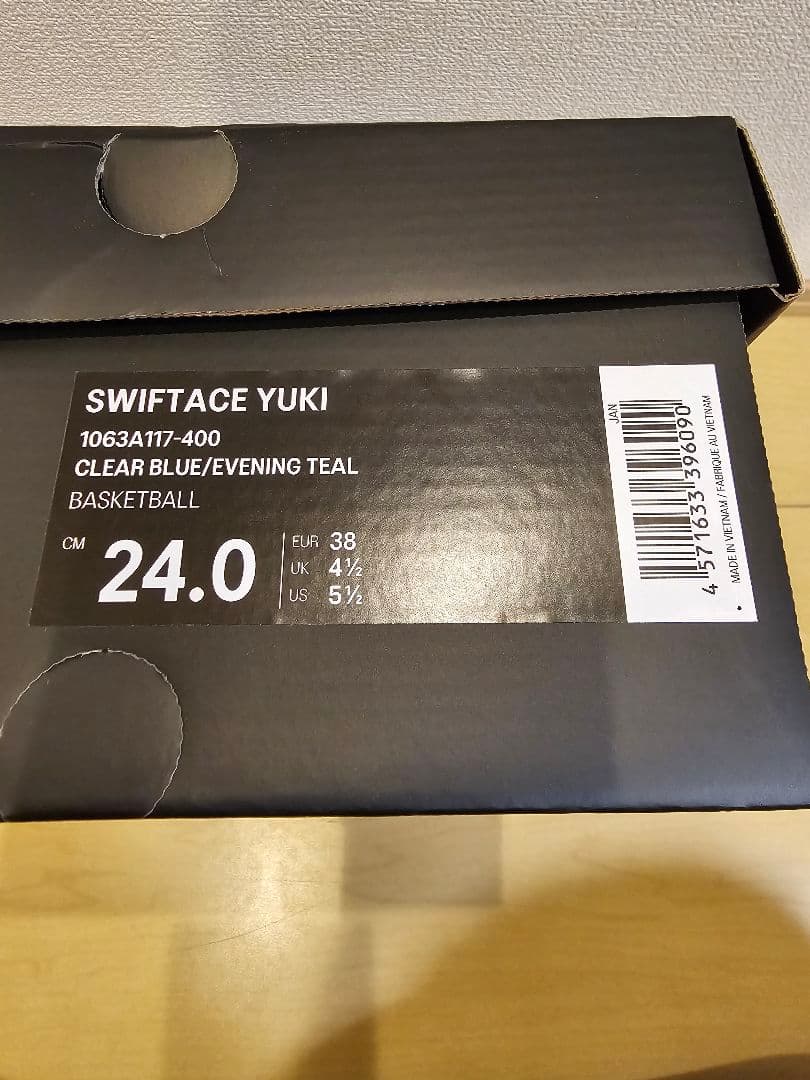 SWIFTACE YUKI
1063A117-400
CLEAR BLUE/EVENING TEAL
BASKETBALL
CM 24.0
EUR 38
UK 4½
US 5½
JAN
4 571633 396090
MADE IN VIETNAM / FABRIQUE AU VIETNAM